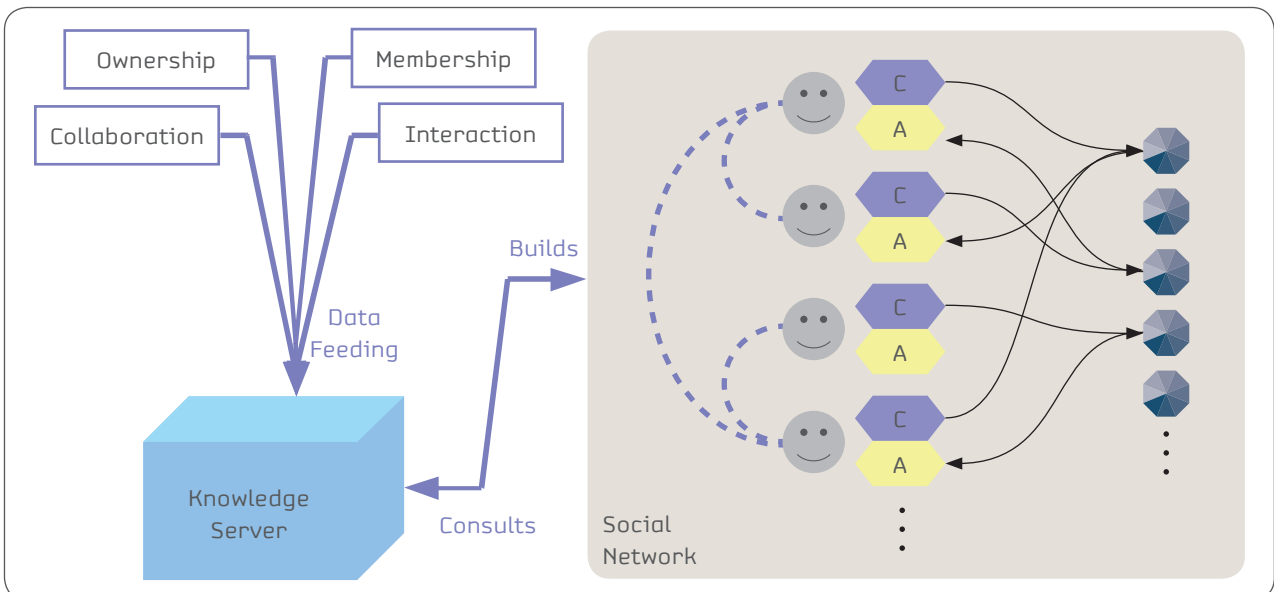 Ownership
Membership
Collaboration
Interaction
Data
Feeding
Builds
Knowledge
Server
Consults
C
A
C
A
C
A
C
A
Social
Network